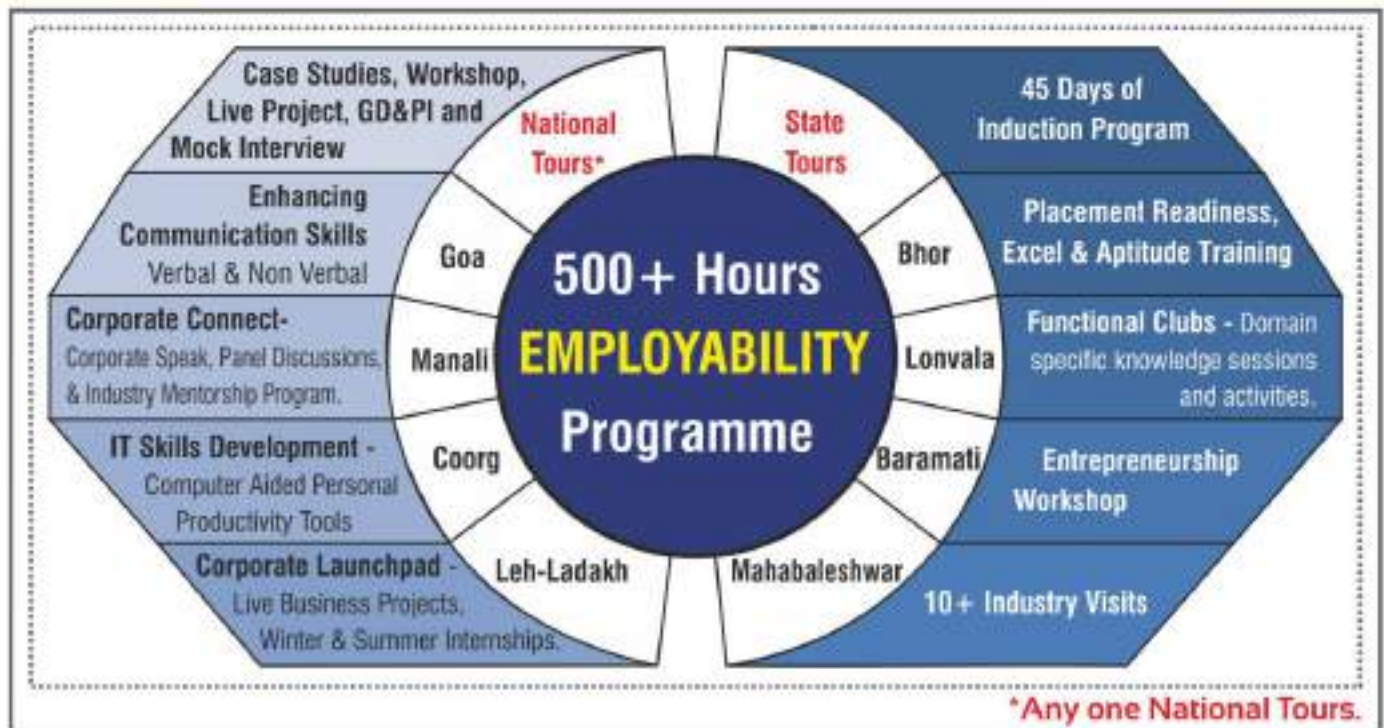 Case Studies, Workshop,
Live Project, GD&PI and
Mock Interview
Enhancing
Communication Skills
Verbal & Non Verbal
Corporate Connect-
Corporate Speak, Panel Discussions,
& Industry Mentorship Program.
IT Skills Development -
Computer Aided Personal
Productivity Tools
Corporate Launchpad -
Live Business Projects,
Winter & Summer Internships.
National
Tours*
Goa
Manali
Coorg
Leh-Ladakh
500+ Hours
EMPLOYABILITY
Programme
State
Tours
Bhor
Lonvala
Baramati
Mahabaleshwar
45 Days of
Induction Program
Placement Readiness,
Excel & Aptitude Training
Functional Clubs - Domain
specific knowledge sessions
and activities.
Entrepreneurship
Workshop
10+ Industry Visits
*Any one National Tours.